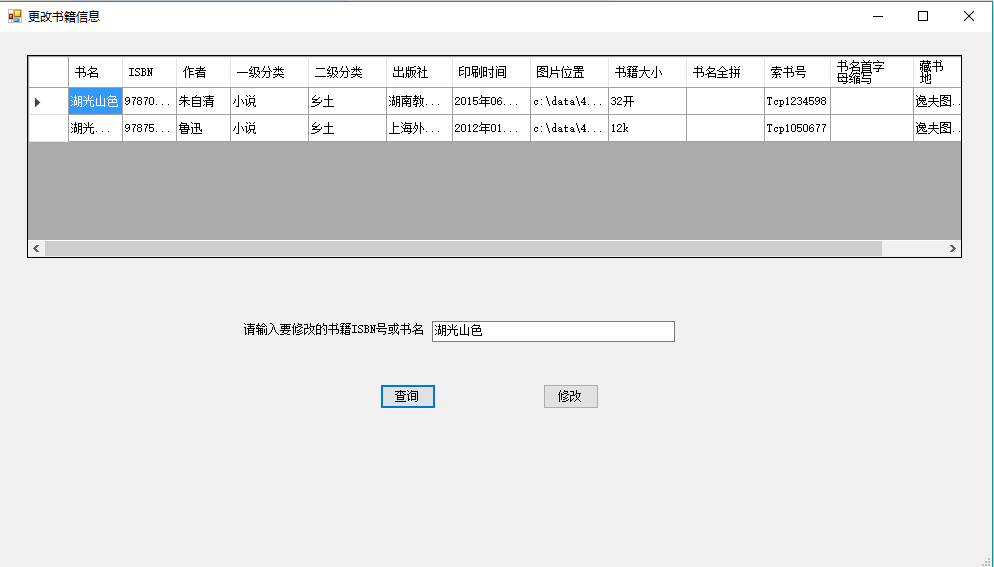 更改书籍信息
书名 ISBN 作者 一级分类 二级分类 出版社 印刷时间 图片位置 书籍大小 书名全拼 索书号 书名首字母缩写 藏书地
湖光山色 97870... 朱自清 小说 乡土 湖南教... 2015年06... c:\data\4... 32开 Tcp1234598 逸夫图..
湖光... 97875... 鲁迅 小说 乡土 上海外... 2012年01... c:\data\4... 12k Tcp1050677 逸夫图..
请输入要修改的书籍ISBN号或书名 湖光山色
查询 修改